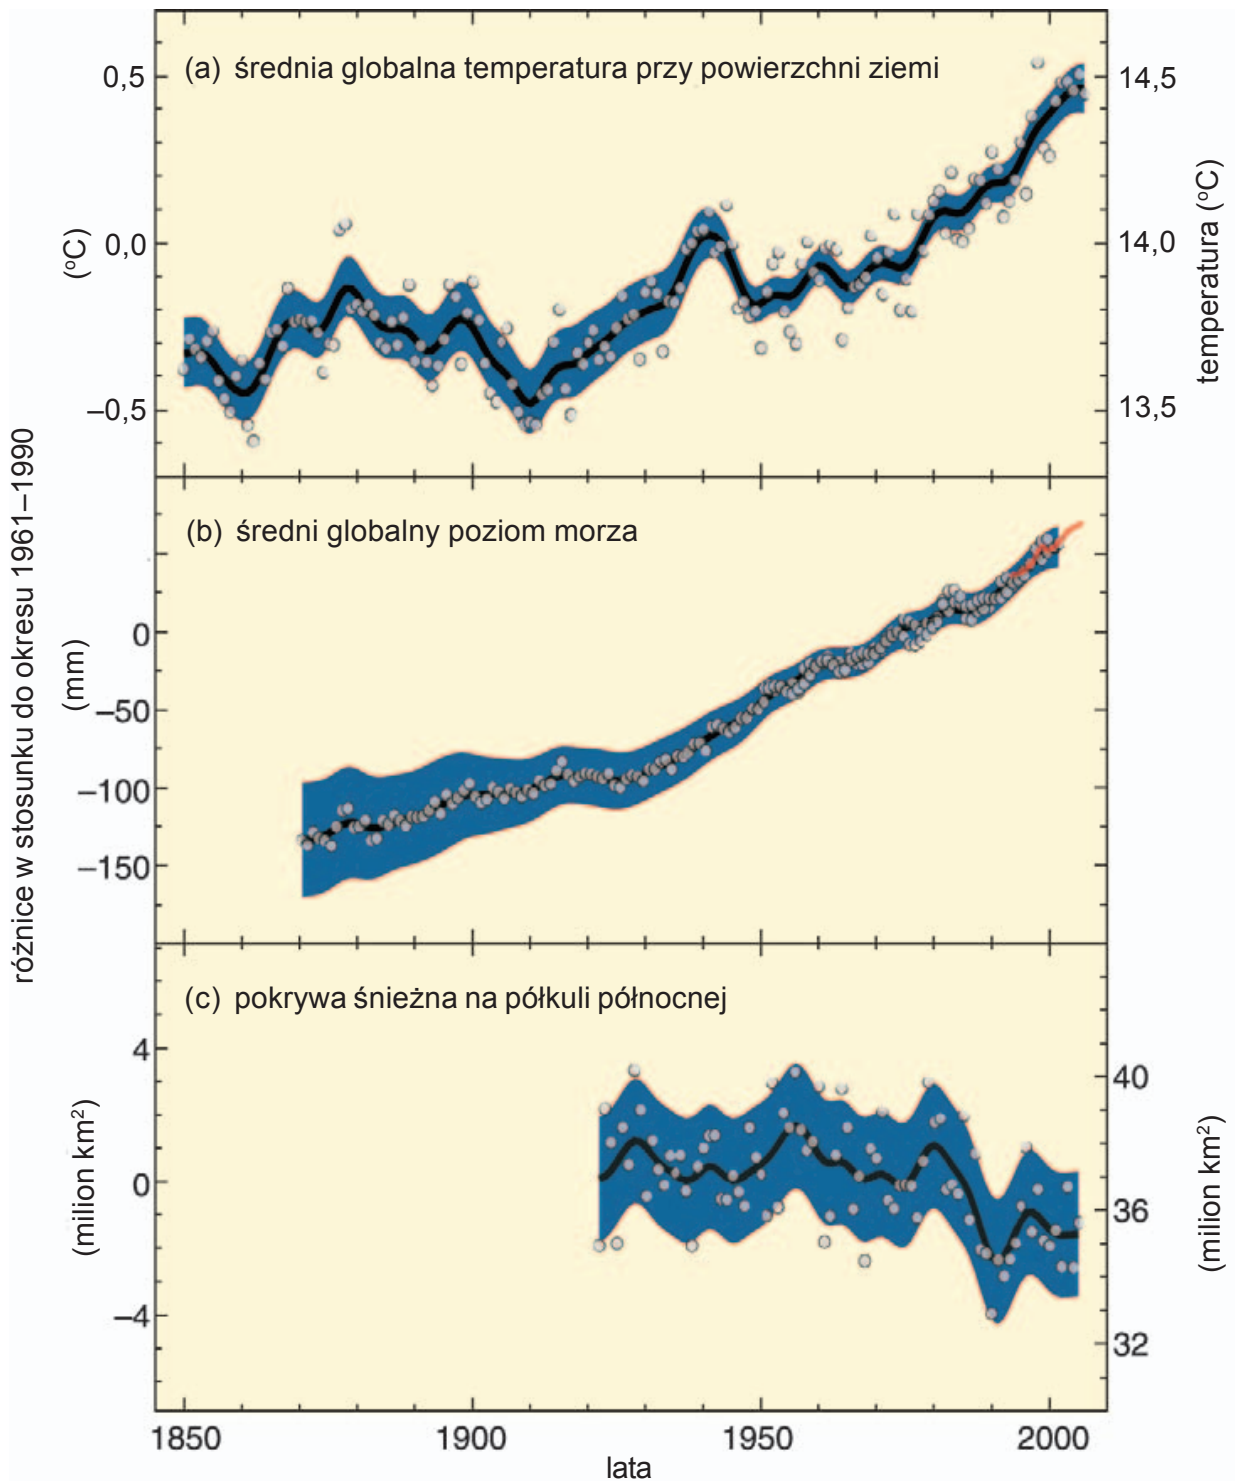 różnice w stosunku do okresu 1961–1990
(a) średnia globalna temperatura przy powierzchni ziemi
0,5
0,0
–0,5
(°C)
14,5
14,0
13,5
temperatura (°C)
(b) średni globalny poziom morza
0
–50
–100
–150
(mm)
(c) pokrywa śnieżna na półkuli północnej
4
0
–4
(milion km²)
40
36
32
(milion km²)
1850 1900 1950 2000
lata